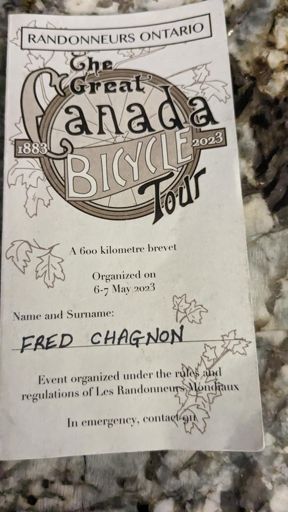 RANDONNEURS ONTARIO
The
Great
Canada
1883 BICYCLE 2023
Tour
A 600 kilometre brevet
Organized on
6-7 May 2023
Name and Surname:
FRED CHAGNON
Event organized under the rules and
regulations of Les Randonneurs Mondiaux
In emergency, contact